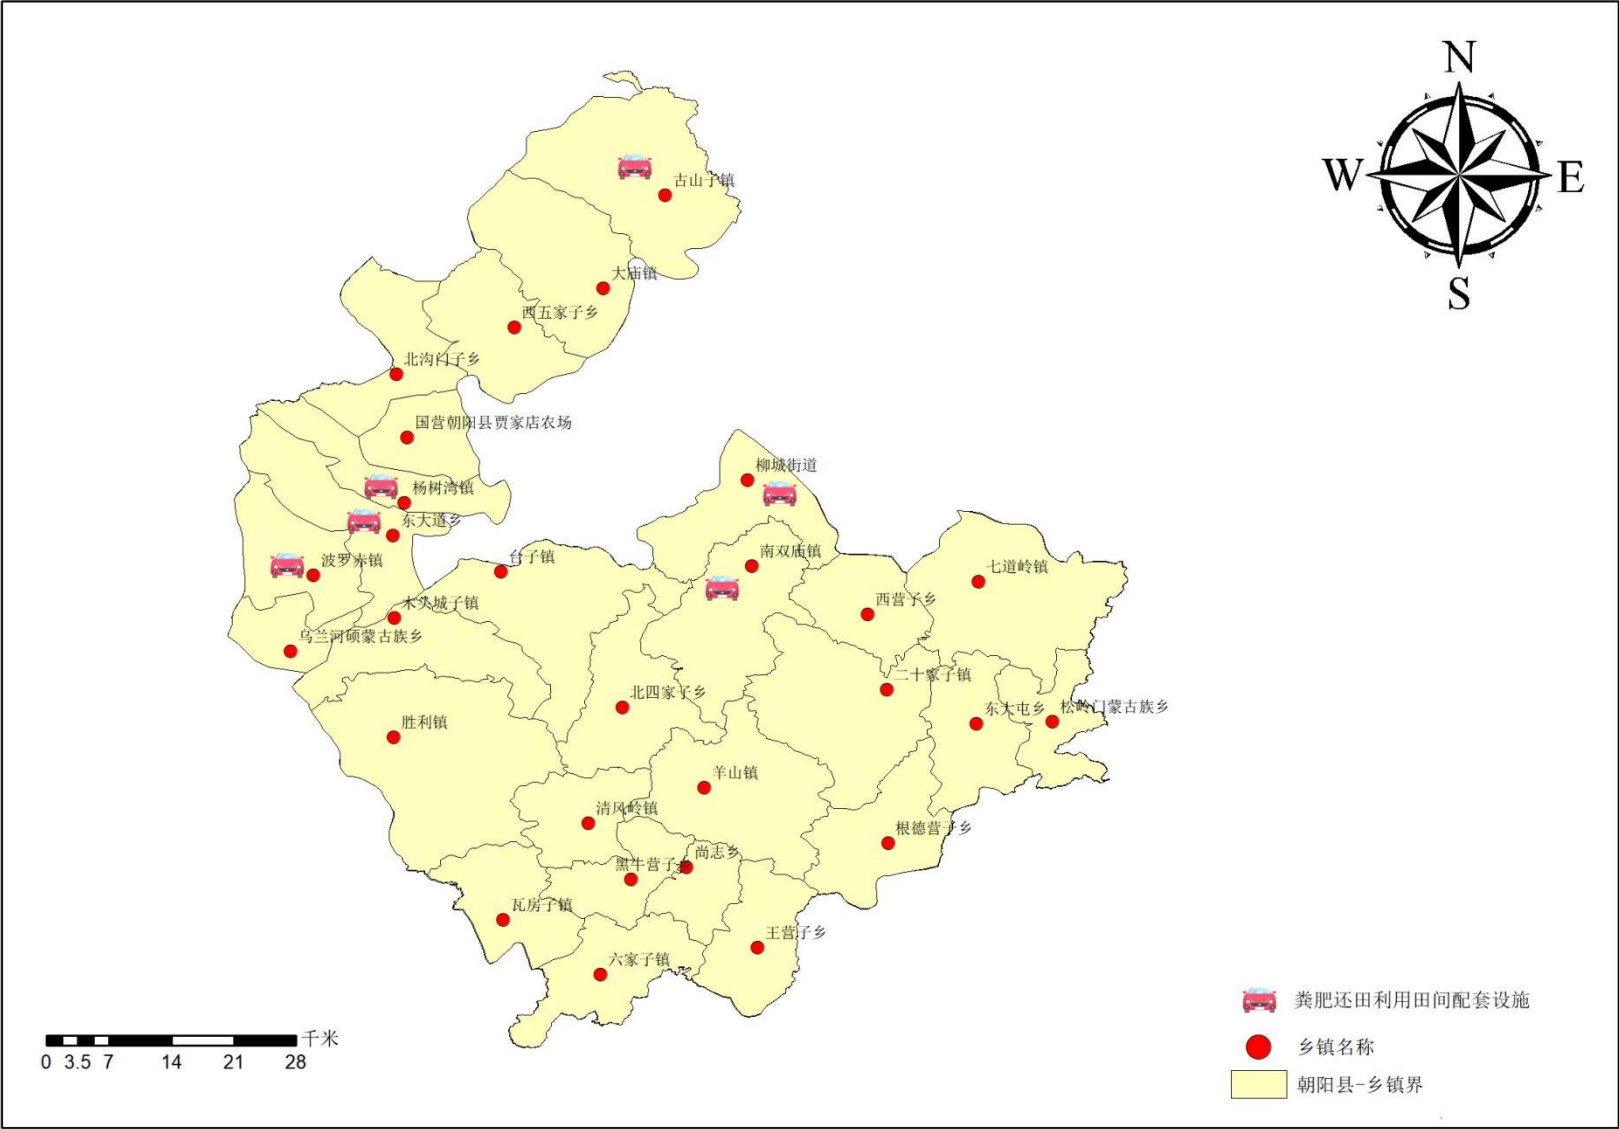 N
W
E
S
古山子镇
大庙镇
西五家子乡
北沟门子乡
国营朝阳县贾家店农场
柳城街道
杨树湾镇
东大道乡
台子镇
南双庙镇
波罗赤镇
七道岭镇
木头城子镇
西营子乡
乌兰河硕蒙古族乡
二十家子镇
北四家子乡
东大屯乡
松岭门蒙古族乡
胜利镇
羊山镇
清风岭镇
根德营子乡
尚志乡
黑牛营子乡
瓦房子镇
王营子乡
六家子镇
粪肥还田利用田间配套设施
乡镇名称
朝阳县-乡镇界
千米
0 3.5 7 14 21 28